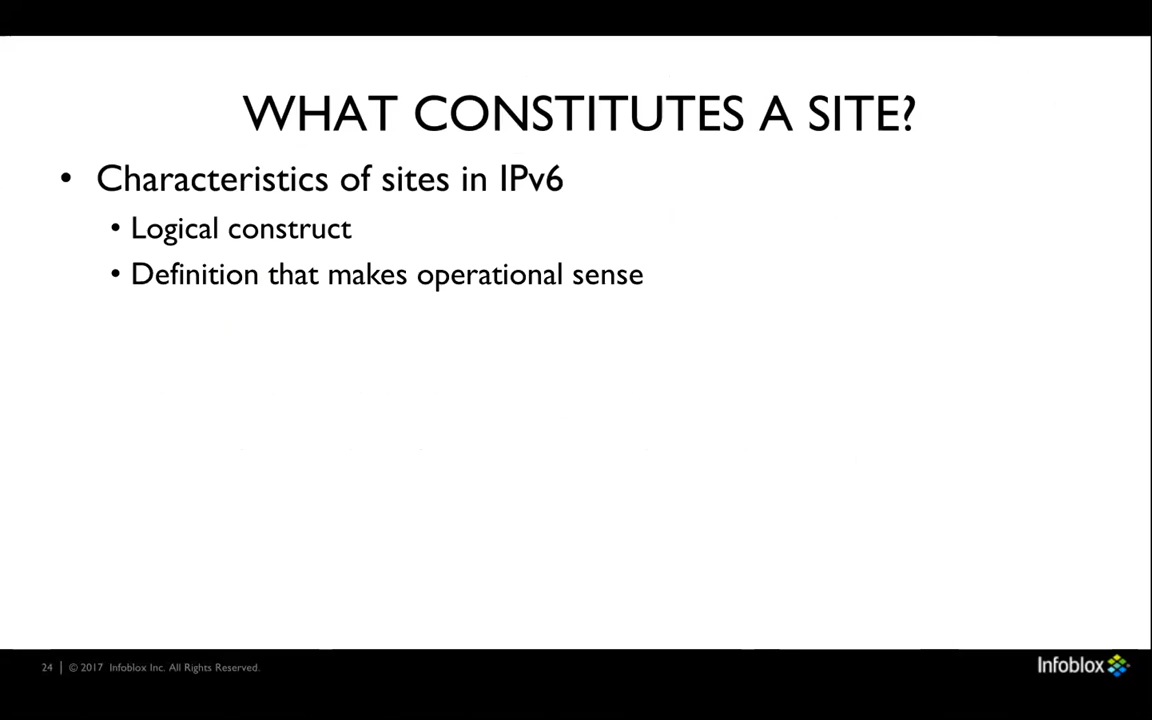 WHAT CONSTITUTES A SITE?
• Characteristics of sites in IPv6
• Logical construct
• Definition that makes operational sense
24 | © 2017 Infoblox Inc. All Rights Reserved.
Infoblox